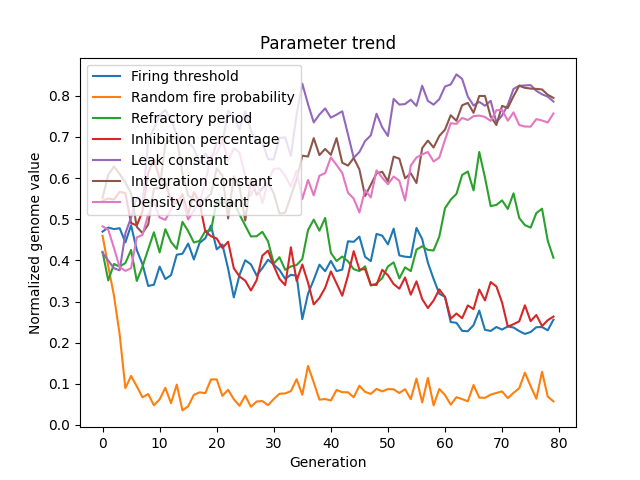 Parameter trend
Firing threshold
Random fire probability
Refractory period
Inhibition percentage
Leak constant
Integration constant
Density constant
Normalized genome value
0.8
0.7
0.6
0.5
0.4
0.3
0.2
0.1
0.0
0 10 20 30 40 50 60 70 80
Generation